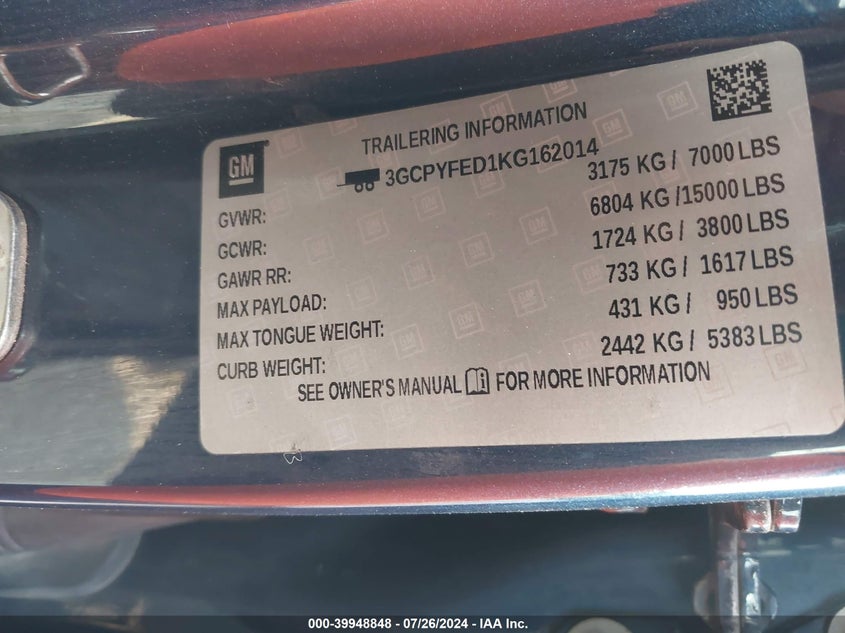 GM
TRAILERING INFORMATION
3GCPYFED1KG162014
GVWR: 3175 KG / 7000 LBS
GCWR: 6804 KG /15000 LBS
GAWR RR: 1724 KG / 3800 LBS
MAX PAYLOAD: 733 KG / 1617 LBS
MAX TONGUE WEIGHT: 431 KG / 950 LBS
CURB WEIGHT: 2442 KG / 5383 LBS
SEE OWNER'S MANUAL FOR MORE INFORMATION
000-39948848 / 07/26/2024 - IAA Inc.